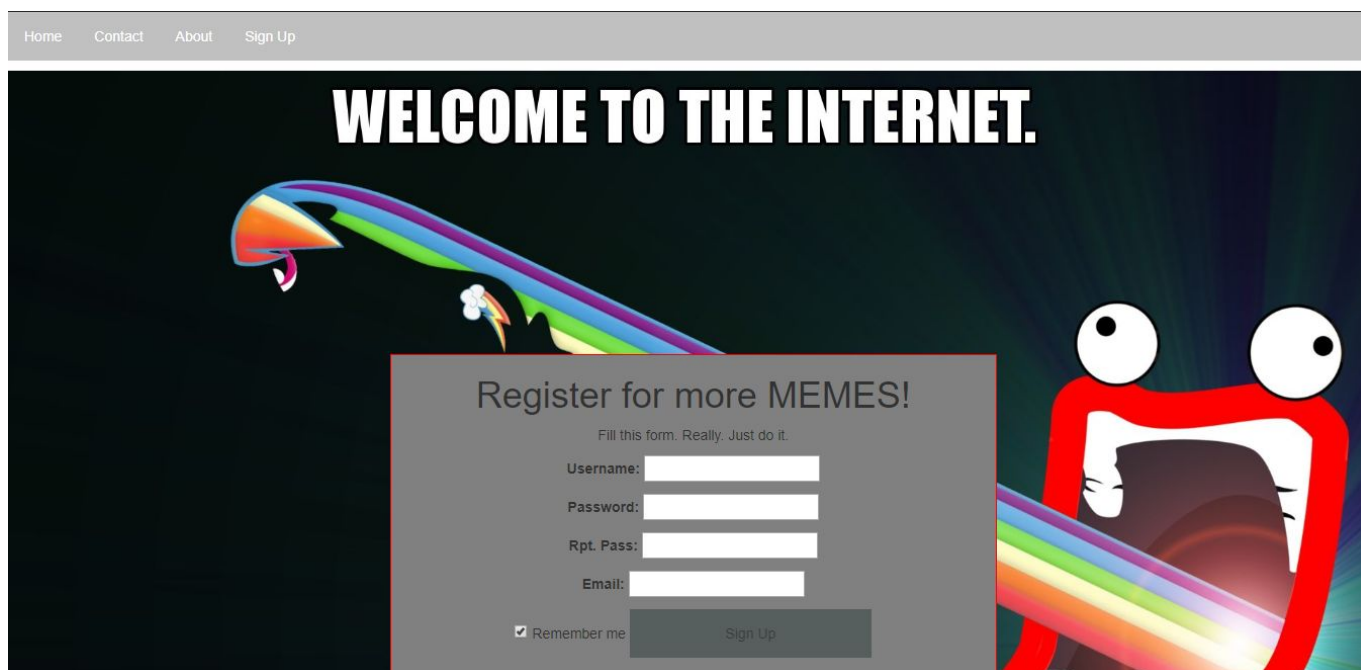 Home Contact About Sign Up
WELCOME TO THE INTERNET.
Register for more MEMES!
Fill this form. Really. Just do it.
Username:
Password:
Rpt. Pass:
Email:
Remember me Sign Up